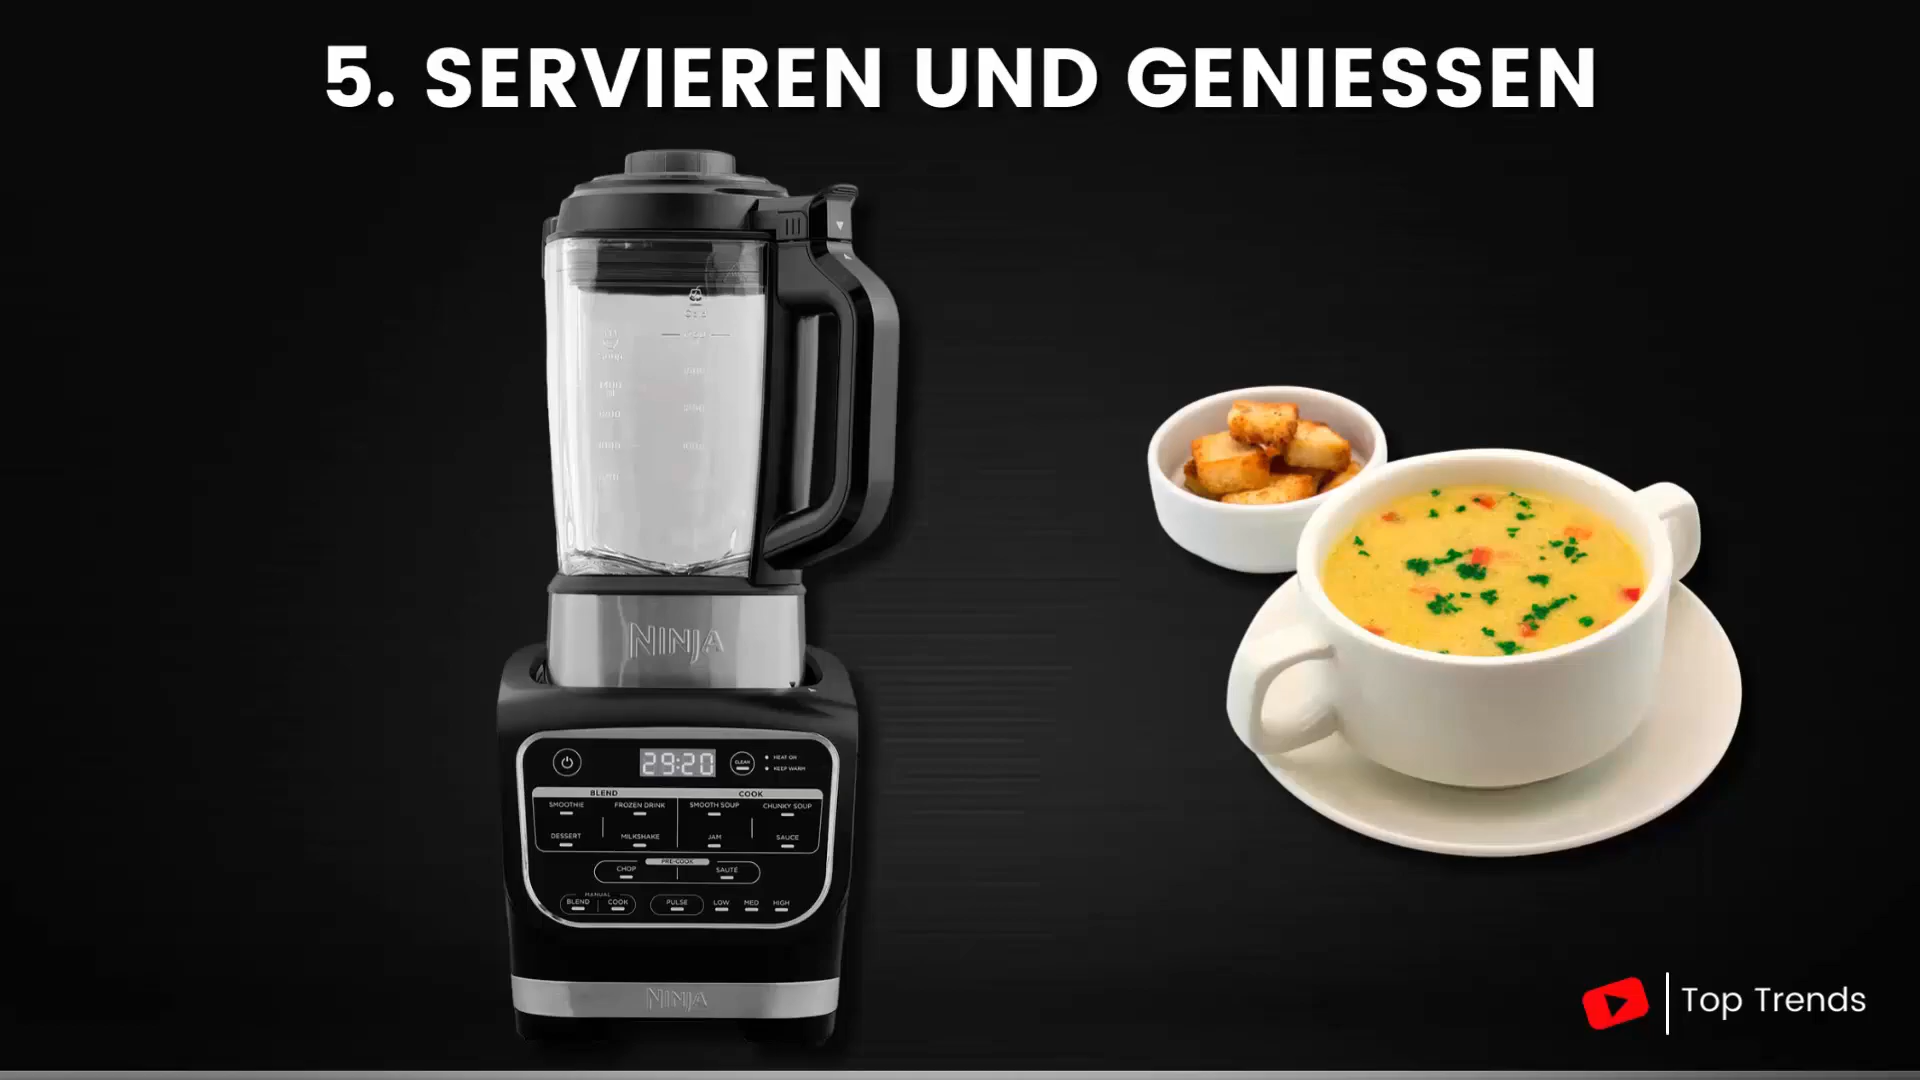 5. SERVIEREN UND GENIESSEN
NINJA
29:20
CLEAN
HEAT ON
KEEP WARM
BLEND COOK
SMOOTHIE FROZEN DRINK SMOOTH SOUP CHUNKY SOUP
DESSERT MILKSHAKE JAM SAUCE
PRE-COOK
CHOP SAUTÉ
MANUAL
BLEND COOK PULSE LOW MED HIGH
NINJA
Top Trends